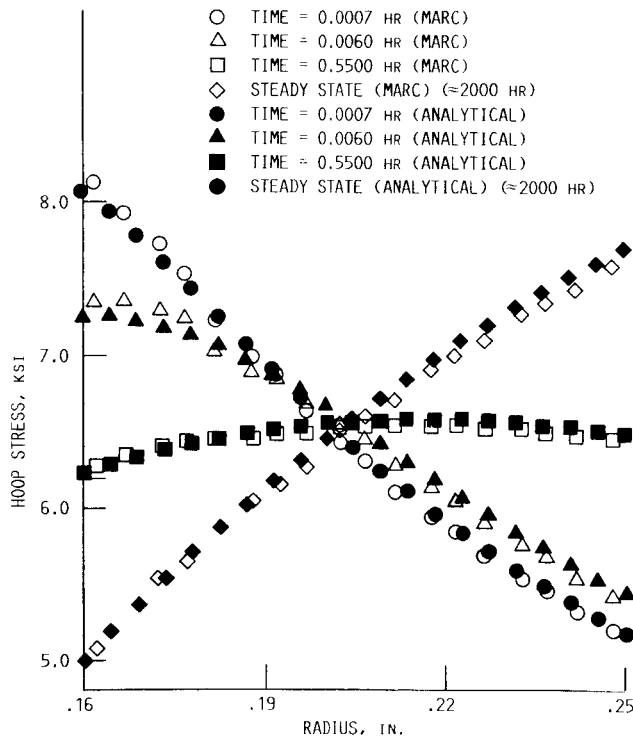 TIME = 0.0007 HR (MARC)
TIME = 0.0060 HR (MARC)
TIME = 0.5500 HR (MARC)
STEADY STATE (MARC) (≈2000 HR)
TIME = 0.0007 HR (ANALYTICAL)
TIME = 0.0060 HR (ANALYTICAL)
TIME = 0.5500 HR (ANALYTICAL)
STEADY STATE (ANALYTICAL) (≈2000 HR)
8.0
7.0
6.0
5.0
HOOP STRESS, KSI
.16
.19
.22
.25
RADIUS, IN.